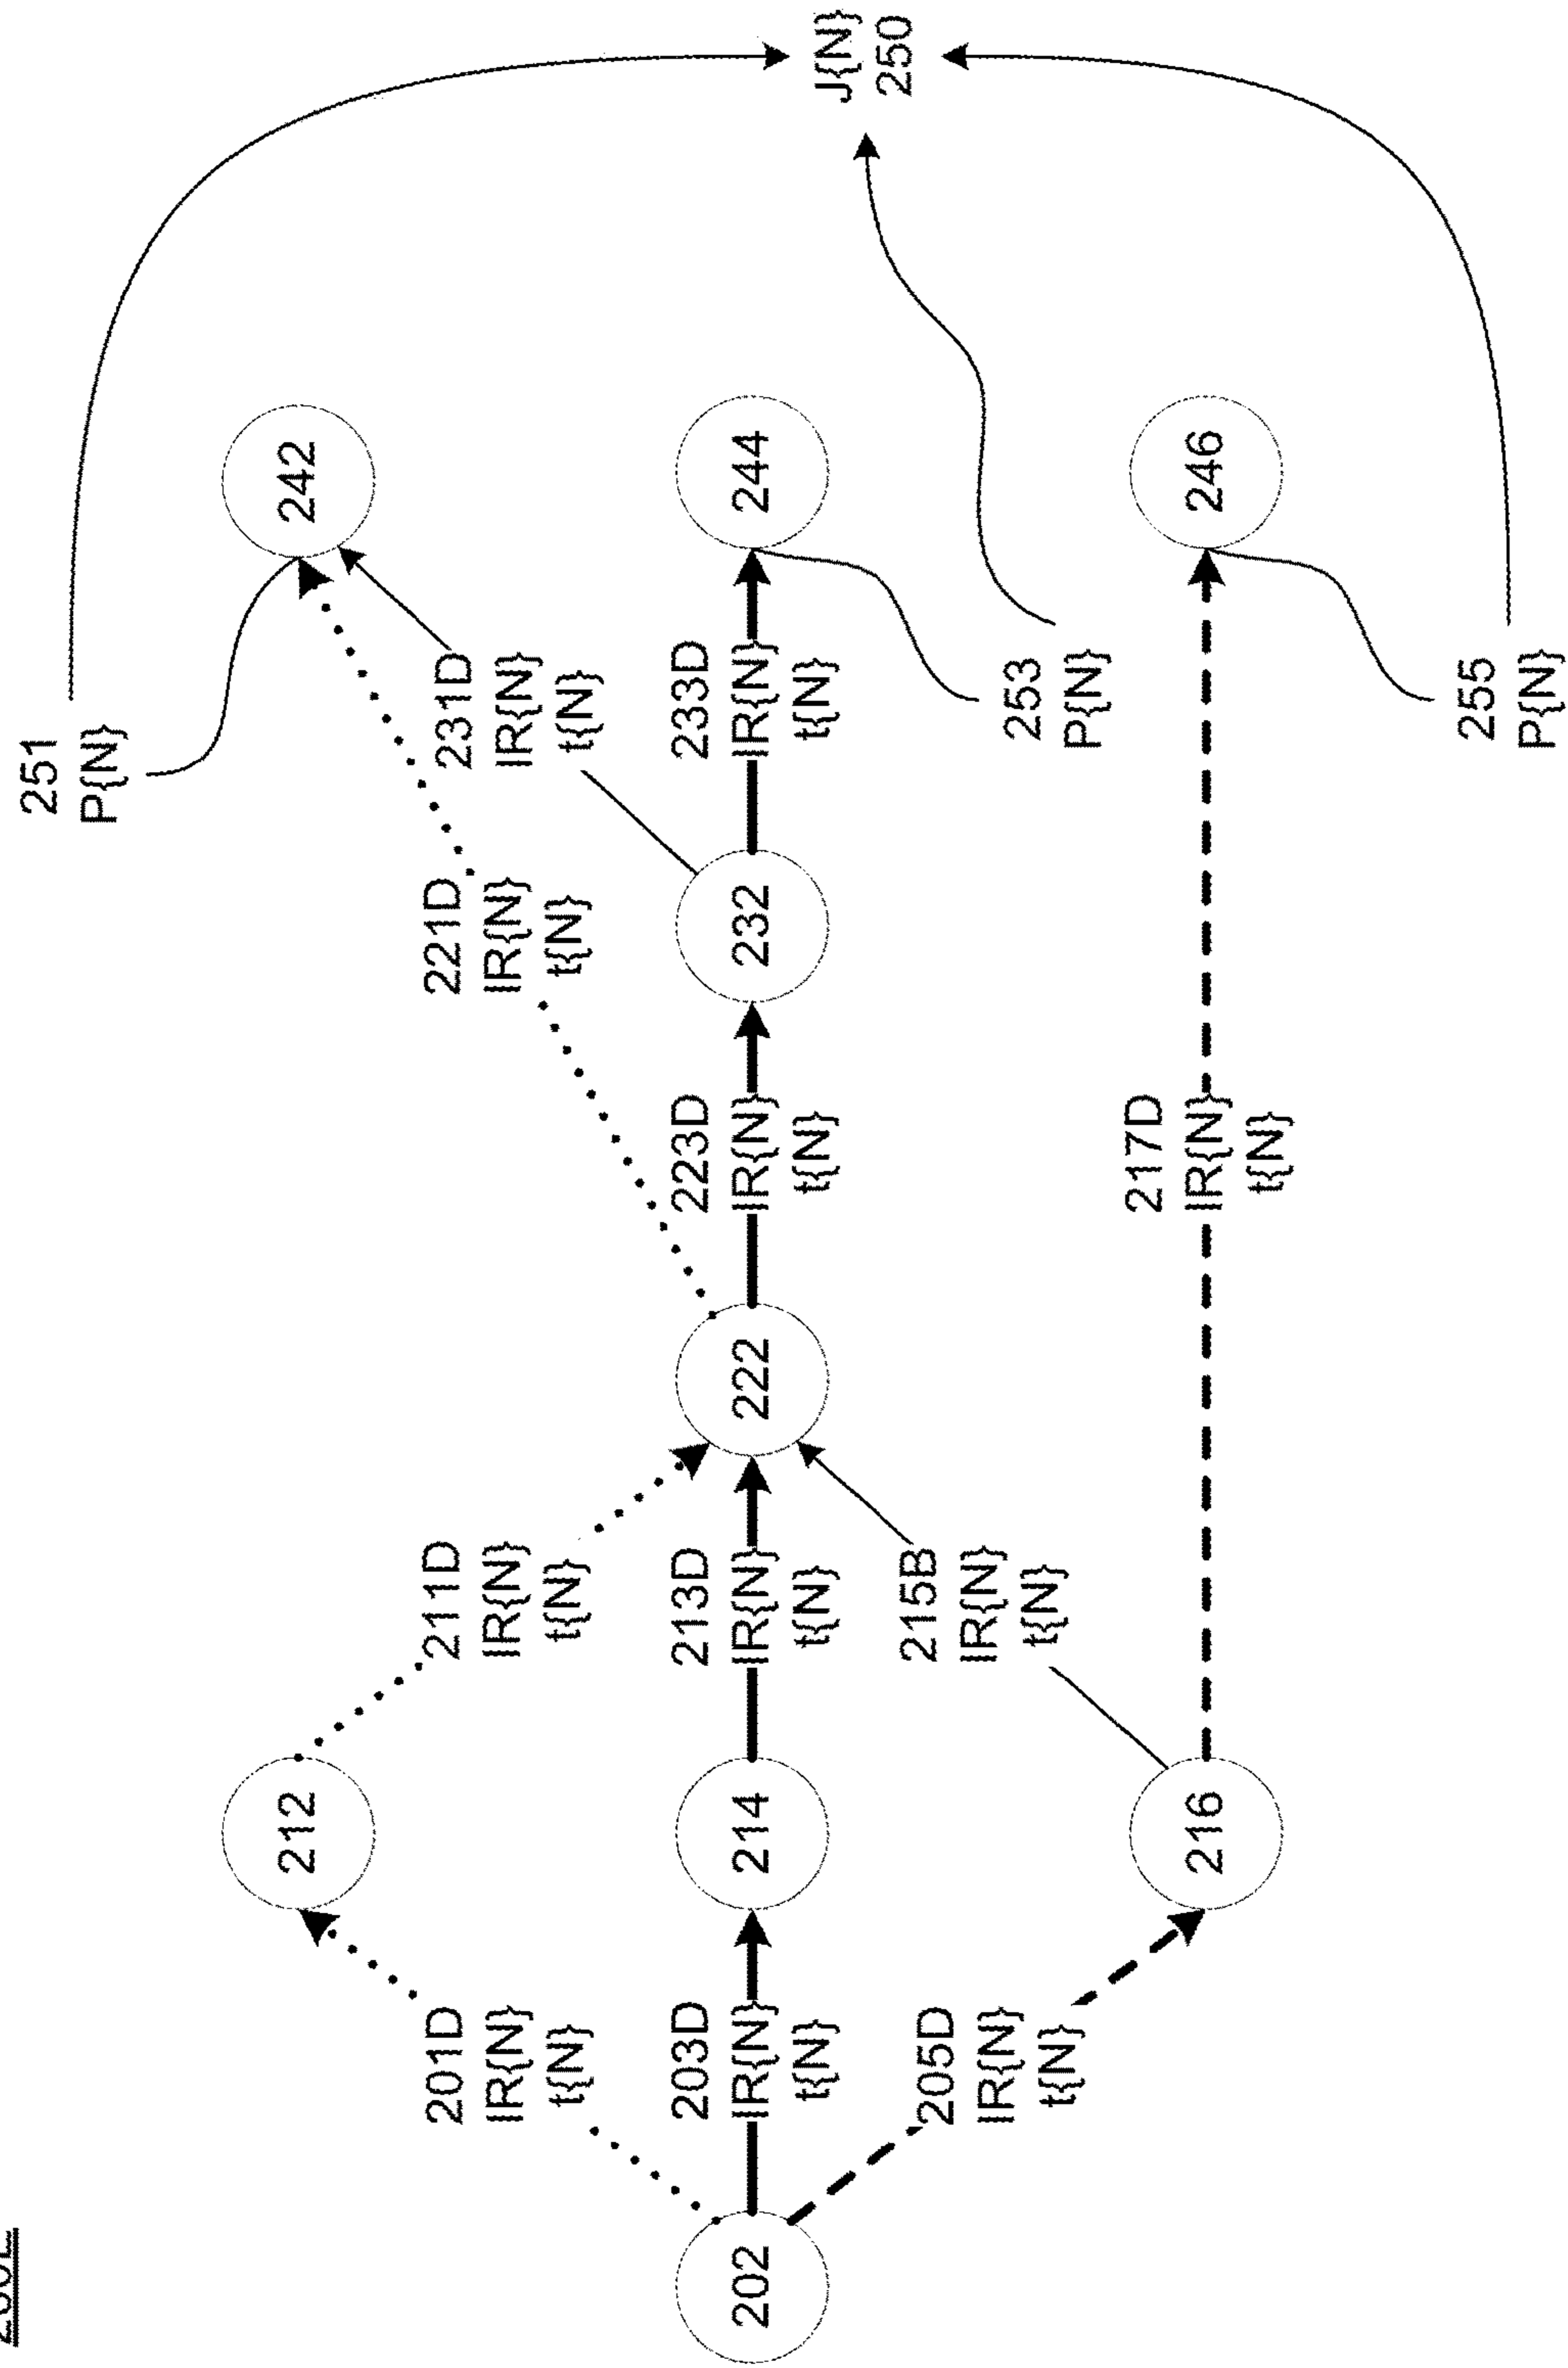 251
P{N}
242
J{N}
250
221D
IR{N}
t{N}
231D
IR{N}
t{N}
212
201D
IR{N}
t{N}
211D
IR{N}
t{N}
202
203D
IR{N}
t{N}
214
213D
IR{N}
t{N}
222
223D
IR{N}
t{N}
232
233D
IR{N}
t{N}
244
205D
IR{N}
t{N}
215B
IR{N}
t{N}
253
P{N}
216
217D
IR{N}
t{N}
246
255
P{N}